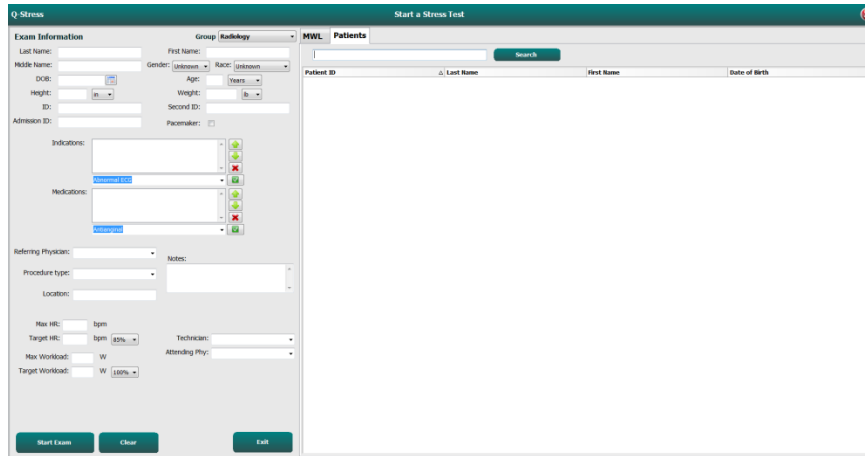 Q-Stress Start a Stress Test
Exam Information Group Radiology
Last Name: First Name:
Middle Name: Gender: Unknown Race: Unknown
DOB: Age: Years
Height: in Weight: lb
ID: Second ID:
Admission ID: Pacemaker:
Indications:
Abnormal ECG
Medications:
Antianginal
Referring Physician: Notes:
Procedure type:
Location:
Max HR: bpm
Target HR: bpm 85% Technician:
Attending Phy:
Max Workload: W
Target Workload: W 100%
Start Exam Clear Exit
MWL Patients
Search
Patient ID Last Name First Name Date of Birth